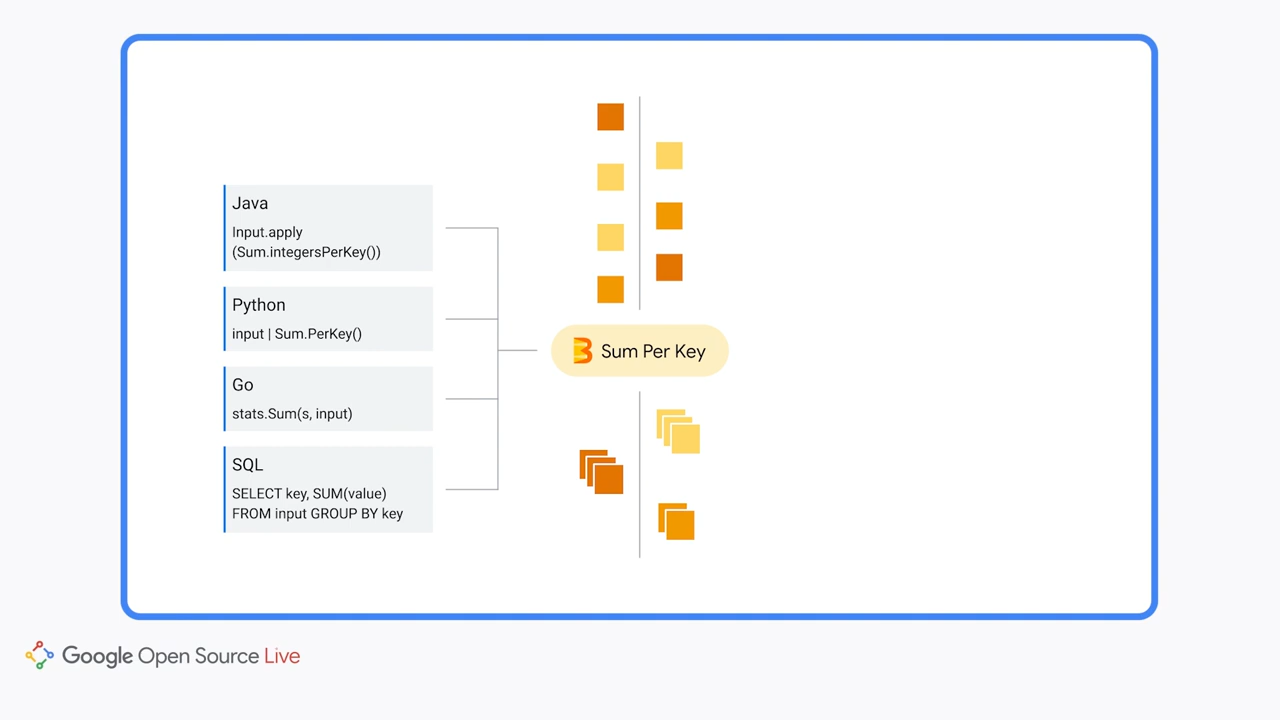 Java
Input.apply
(Sum.integersPerKey())
Python
input | Sum.PerKey()
Go
stats.Sum(s, input)
SQL
SELECT key, SUM(value)
FROM input GROUP BY key
Sum Per Key
Google Open Source Live